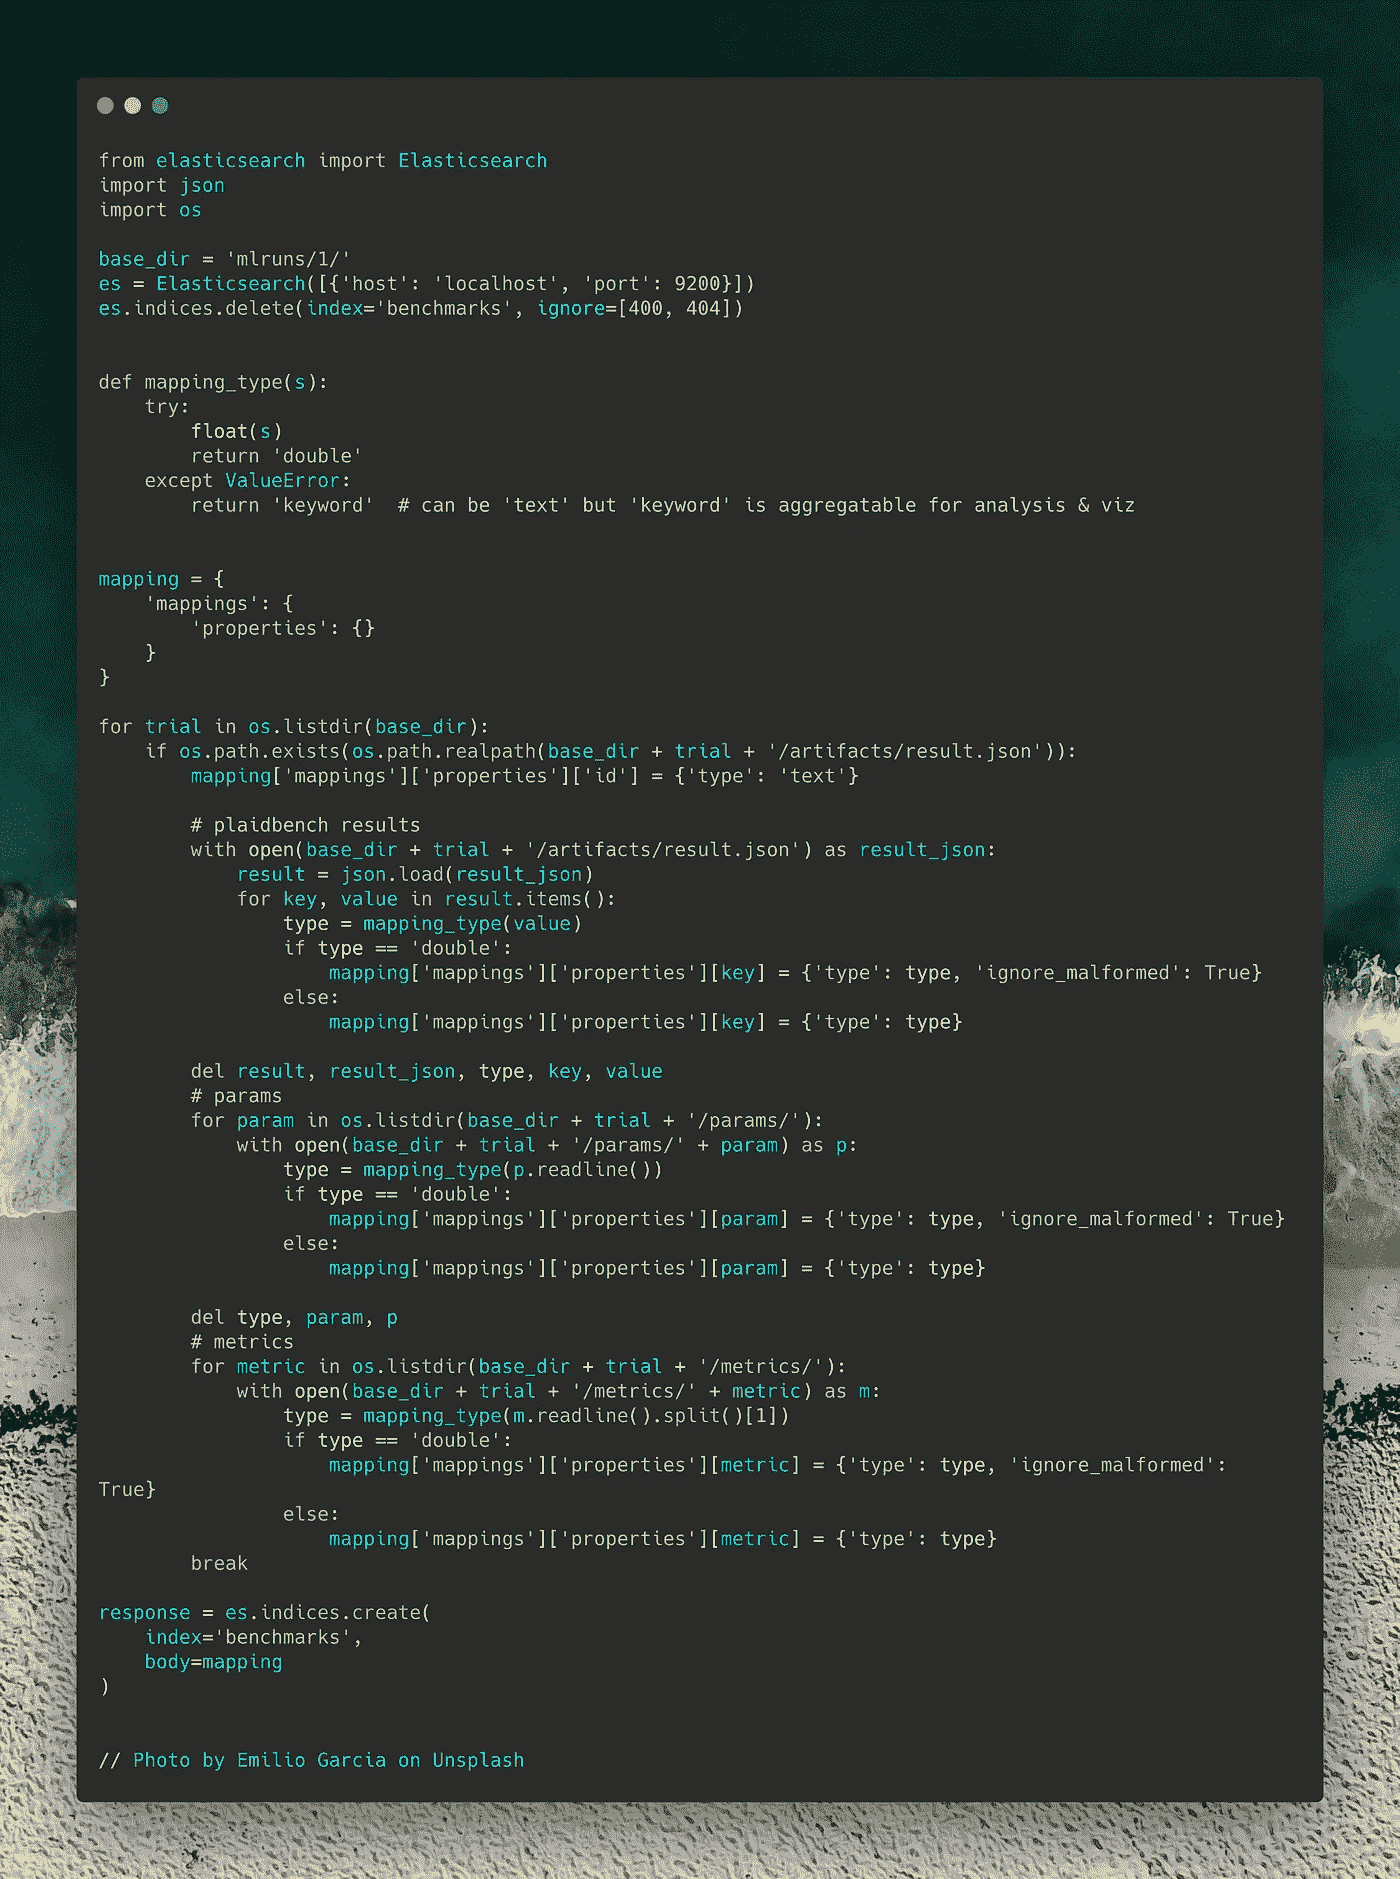 from elasticsearch import Elasticsearch
import json
import os

base_dir = 'mlruns/1/'
es = Elasticsearch([{'host': 'localhost', 'port': 9200}])
es.indices.delete(index='benchmarks', ignore=[400, 404])


def mapping_type(s):
    try:
        float(s)
        return 'double'
    except ValueError:
        return 'keyword'  # can be 'text' but 'keyword' is aggregatable for analysis & viz


mapping = {
    'mappings': {
        'properties': {}
    }
}

for trial in os.listdir(base_dir):
    if os.path.exists(os.path.realpath(base_dir + trial + '/artifacts/result.json')):
        mapping['mappings']['properties']['id'] = {'type': 'text'}

        # plaidbench results
        with open(base_dir + trial + '/artifacts/result.json') as result_json:
            result = json.load(result_json)
            for key, value in result.items():
                type = mapping_type(value)
                if type == 'double':
                    mapping['mappings']['properties'][key] = {'type': type, 'ignore_malformed': True}
                else:
                    mapping['mappings']['properties'][key] = {'type': type}

        del result, result_json, type, key, value
        # params
        for param in os.listdir(base_dir + trial + '/params/'):
            with open(base_dir + trial + '/params/' + param) as p:
                type = mapping_type(p.readline())
                if type == 'double':
                    mapping['mappings']['properties'][param] = {'type': type, 'ignore_malformed': True}
                else:
                    mapping['mappings']['properties'][param] = {'type': type}

        del type, param, p
        # metrics
        for metric in os.listdir(base_dir + trial + '/metrics/'):
            with open(base_dir + trial + '/metrics/' + metric) as m:
                type = mapping_type(m.readline().split()[1])
                if type == 'double':
                    mapping['mappings']['properties'][metric] = {'type': type, 'ignore_malformed':
True}
                else:
                    mapping['mappings']['properties'][metric] = {'type': type}
        break

response = es.indices.create(
    index='benchmarks',
    body=mapping
)


// Photo by Emilio Garcia on Unsplash